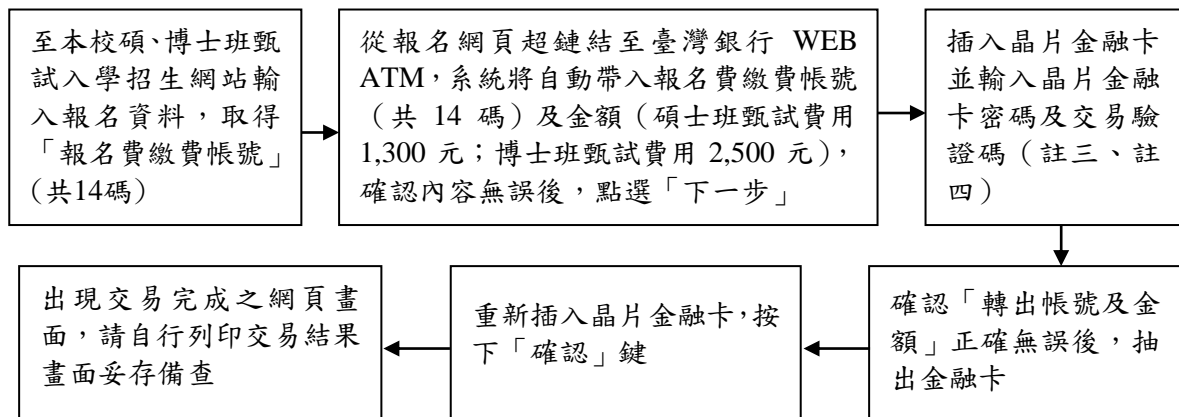 至本校碩、博士班甄
試入學招生網站輸
入報名資料，取得
「報名費繳費帳號」
(共14碼)
從報名網頁超鏈結至臺灣銀行 WEB
ATM，系統將自動帶入報名費繳費帳號
（共 14 碼）及金額（碩士班甄試費用
1,300 元；博士班甄試費用 2,500 元），
確認內容無誤後，點選「下一步」
插入晶片金融卡
並輸入晶片金融
卡密碼及交易驗
證碼（註三、註
四）
確認「轉出帳號及金
額」正確無誤後，抽
出金融卡
重新插入晶片金融卡，按
下「確認」鍵
出現交易完成之網頁畫
面，請自行列印交易結果
畫面妥存備查